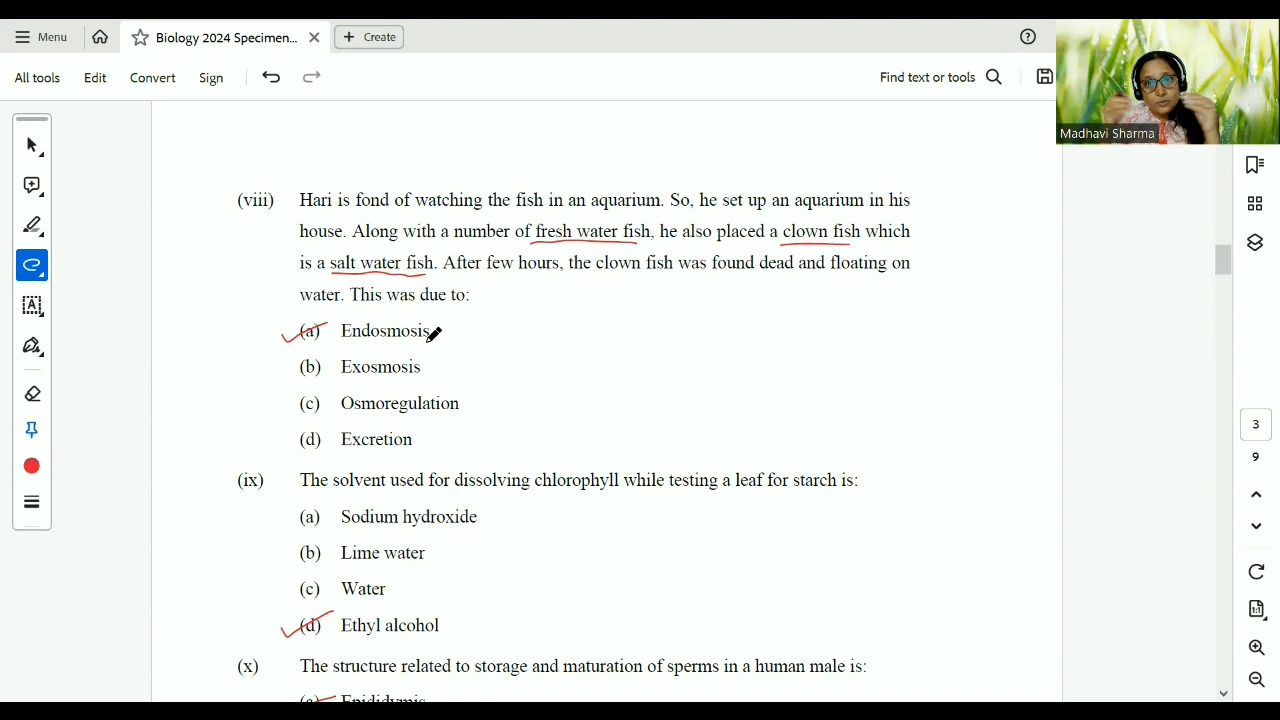 Menu
Biology 2024 Specimen...
Create
All tools
Edit
Convert
Sign
Find text or tools
Madhavi Sharma
(viii) Hari is fond of watching the fish in an aquarium. So, he set up an aquarium in his
house. Along with a number of fresh water fish, he also placed a clown fish which
is a salt water fish. After few hours, the clown fish was found dead and floating on
water. This was due to:
(a) Endosmosis
(b) Exosmosis
(c) Osmoregulation
(d) Excretion
(ix) The solvent used for dissolving chlorophyll while testing a leaf for starch is:
(a) Sodium hydroxide
(b) Lime water
(c) Water
(d) Ethyl alcohol
(x) The structure related to storage and maturation of sperms in a human male is:
(a) Epididymis
3
9
1:1